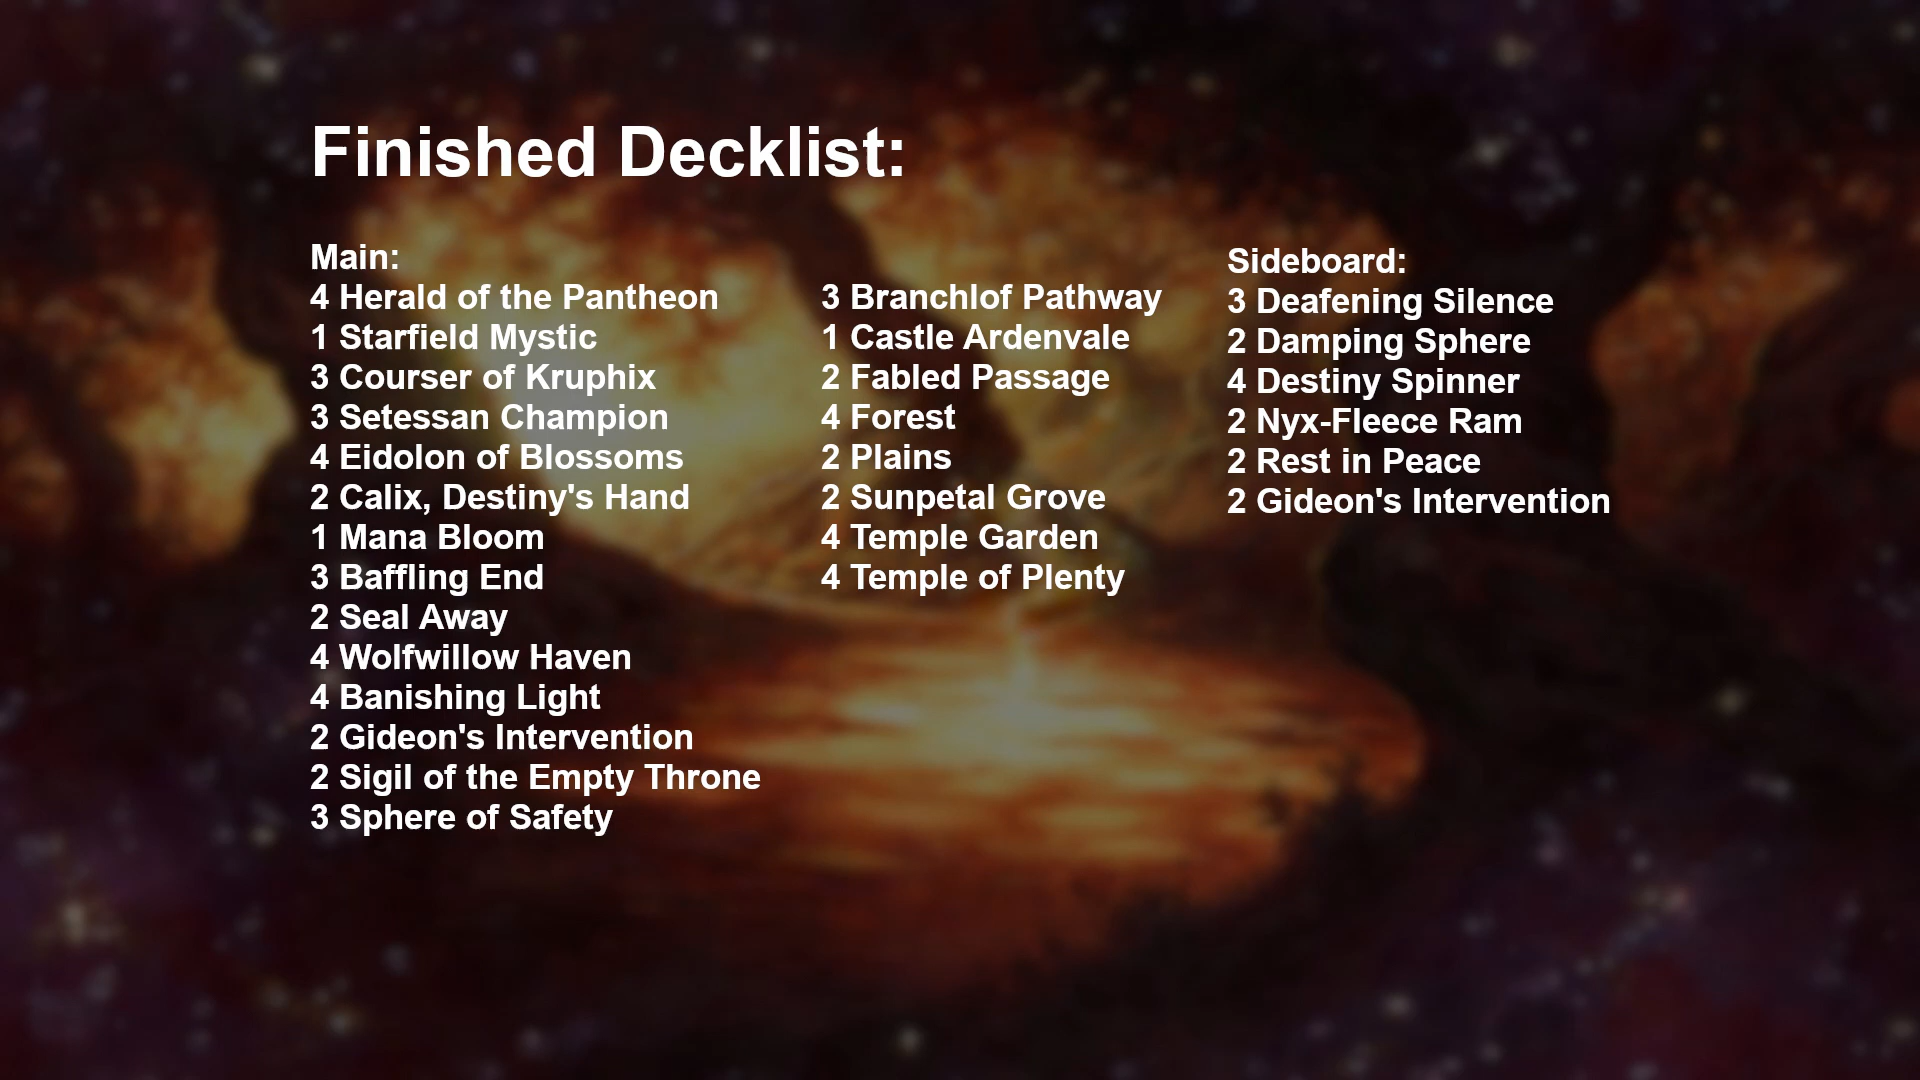 Finished Decklist:
Main:
4 Herald of the Pantheon
1 Starfield Mystic
3 Courser of Kruphix
3 Setessan Champion
4 Eidolon of Blossoms
2 Calix, Destiny's Hand
1 Mana Bloom
3 Baffling End
2 Seal Away
4 Wolfwillow Haven
4 Banishing Light
2 Gideon's Intervention
2 Sigil of the Empty Throne
3 Sphere of Safety
3 Branchlof Pathway
1 Castle Ardenvale
2 Fabled Passage
4 Forest
2 Plains
2 Sunpetal Grove
4 Temple Garden
4 Temple of Plenty
Sideboard:
3 Deafening Silence
2 Damping Sphere
4 Destiny Spinner
2 Nyx-Fleece Ram
2 Rest in Peace
2 Gideon's Intervention